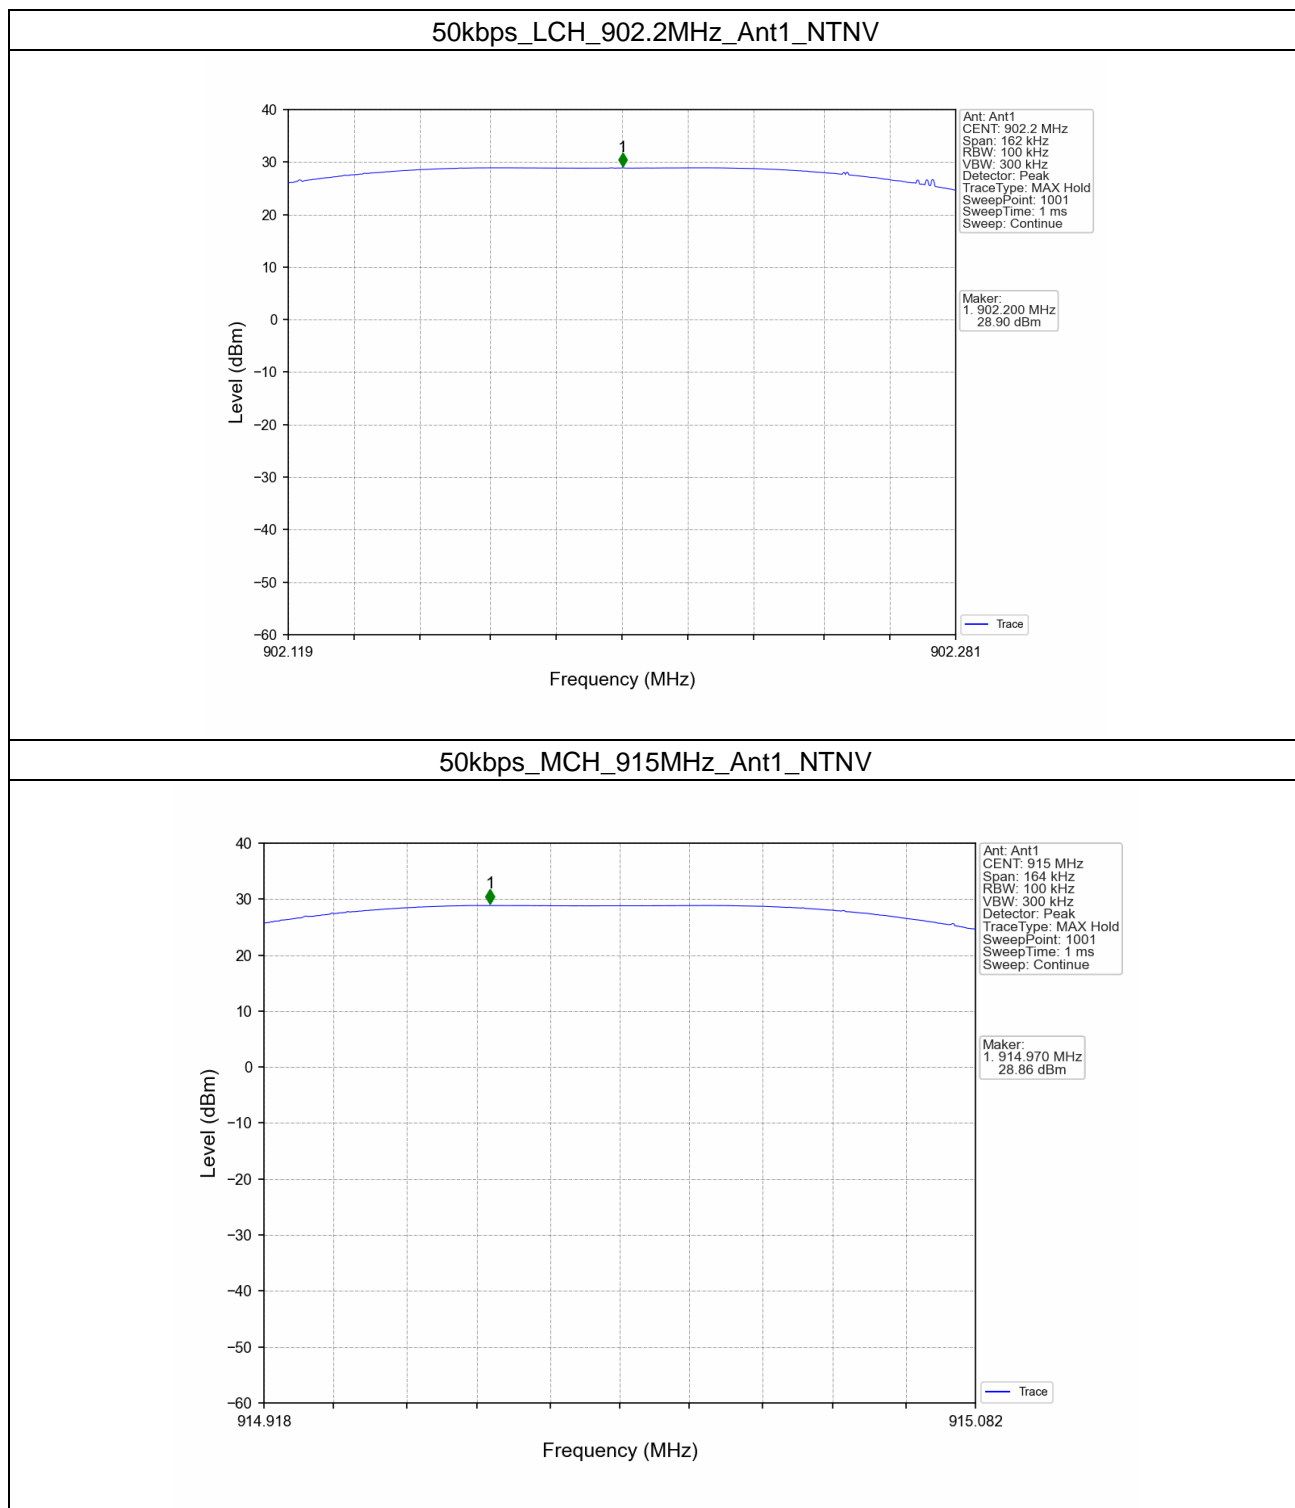 50kbps_LCH_902.2MHz_Ant1_NTNV
40
30
20
10
0
−10
−20
−30
−40
−50
−60
Level (dBm)
1
902.119
902.281
Frequency (MHz)
Ant: Ant1
CENT: 902.2 MHz
Span: 162 kHz
RBW: 100 kHz
VBW: 300 kHz
Detector: Peak
TraceType: MAX Hold
SweepPoint: 1001
SweepTime: 1 ms
Sweep: Continue
Maker:
1. 902.200 MHz
28.90 dBm
Trace
50kbps_MCH_915MHz_Ant1_NTNV
40
30
20
10
0
−10
−20
−30
−40
−50
−60
Level (dBm)
1
914.918
915.082
Frequency (MHz)
Ant: Ant1
CENT: 915 MHz
Span: 164 kHz
RBW: 100 kHz
VBW: 300 kHz
Detector: Peak
TraceType: MAX Hold
SweepPoint: 1001
SweepTime: 1 ms
Sweep: Continue
Maker:
1. 914.970 MHz
28.86 dBm
Trace